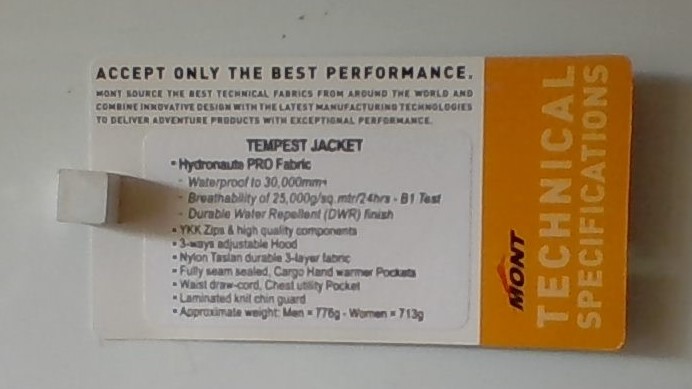 ACCEPT ONLY THE BEST PERFORMANCE.
MONT SOURCE THE BEST TECHNICAL FABRICS FROM AROUND THE WORLD AND
COMBINE INNOVATIVE DESIGN WITH THE LATEST MANUFACTURING TECHNOLOGIES
TO DELIVER ADVENTURE PRODUCTS WITH EXCEPTIONAL PERFORMANCE.
TEMPEST JACKET
▪ Hydronaute PRO Fabric
- Waterproof to 30,000mm+
- Breathability of 25,000g/sq.mtr/24hrs - B1 Test
- Durable Water Repellent (DWR) finish
▪ YKK Zips & high quality components
▪ 3-ways adjustable Hood
▪ Nylon Taslan durable 3-layer fabric
▪ Fully seam sealed, Cargo Hand warmer Pockets
▪ Waist draw-cord, Chest utility Pocket
▪ Laminated knit chin guard
▪ Approximate weight: Men = 776g - Women = 713g
MONT
TECHNICAL
SPECIFICATIONS